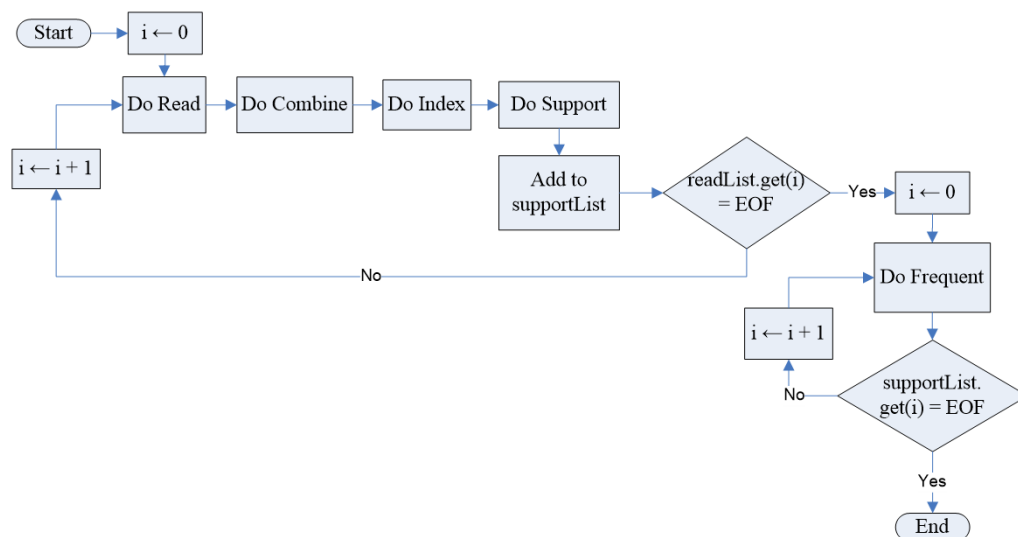 Start
i ← 0
Do Read
Do Combine
Do Index
Do Support
i ← i + 1
Add to
supportList
readList.get(i)
= EOF
Yes
i ← 0
No
Do Frequent
i ← i + 1
supportList.
get(i) = EOF
No
Yes
End